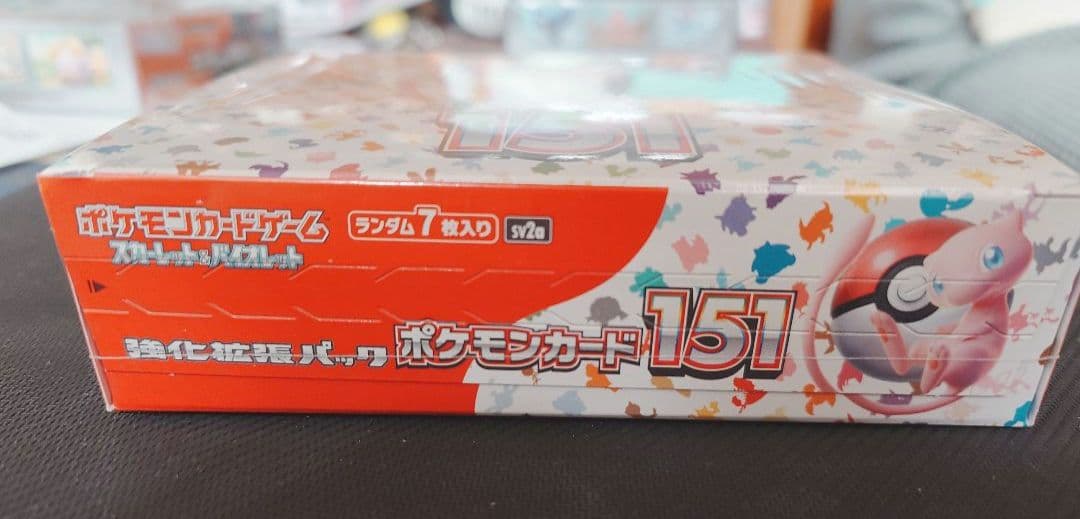 151
ポケモンカードゲーム
スカーレット&バイオレット
ランダム7枚入り
sv2a
強化拡張パック
ポケモンカード151